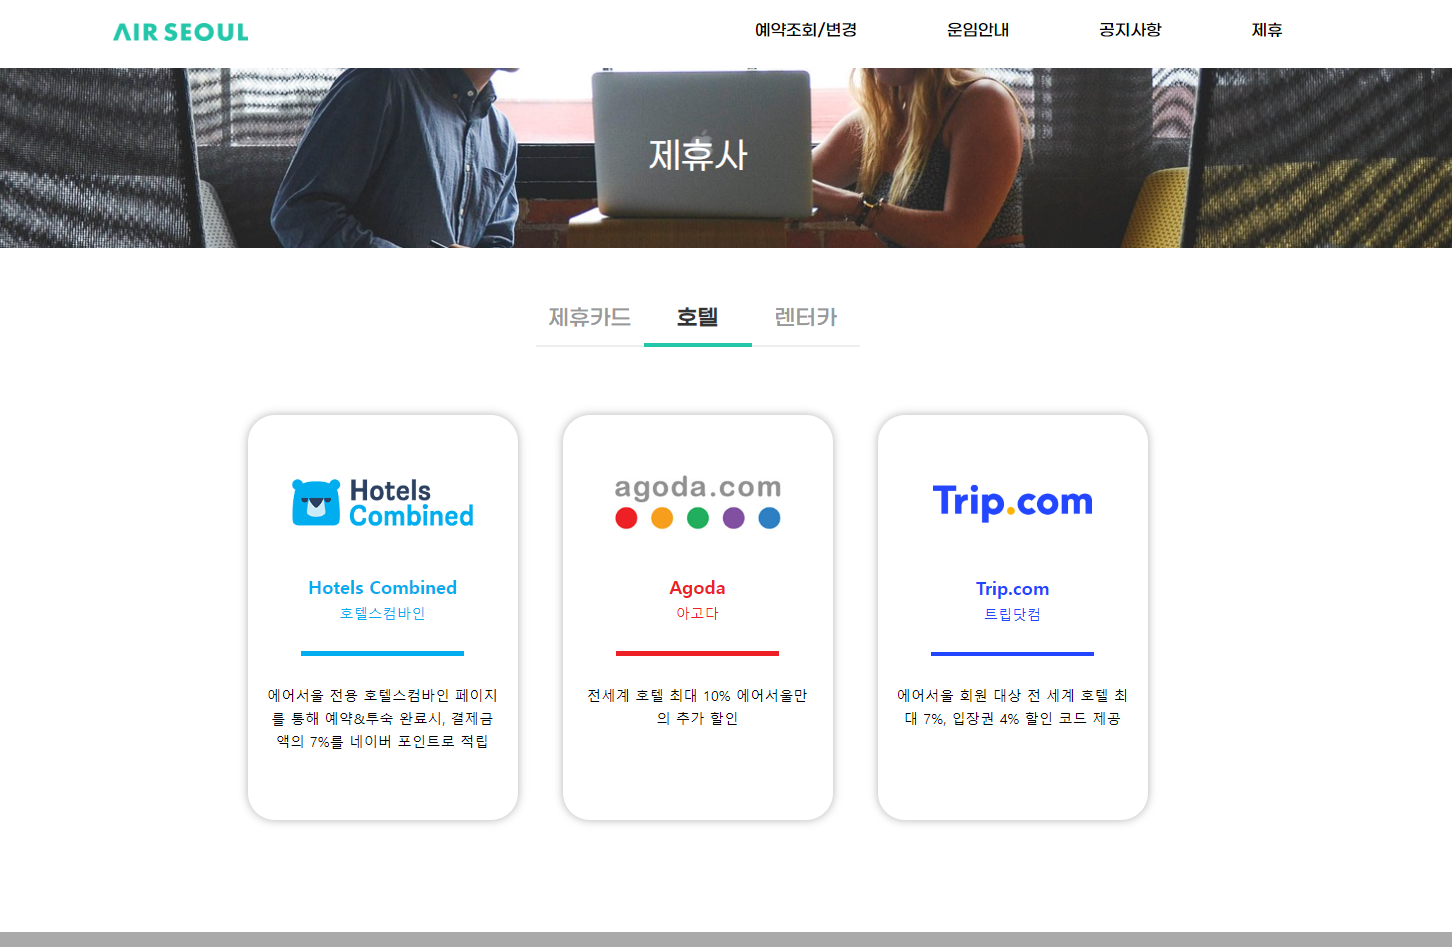 AIR SEOUL
예약조회/변경 운임안내 공지사항 제휴
제휴사
제휴카드 호텔 렌터카
Hotels
Combined
Hotels Combined
호텔스컴바인
에어서울 전용 호텔스컴바인 페이지
를 통해 예약&투숙 완료시, 결제금
액의 7%를 네이버 포인트로 적립
agoda.com
Agoda
아고다
전세계 호텔 최대 10% 에어서울만
의 추가 할인
Trip.com
Trip.com
트립닷컴
에어서울 회원 대상 전 세계 호텔 최
대 7%, 입장권 4% 할인 코드 제공